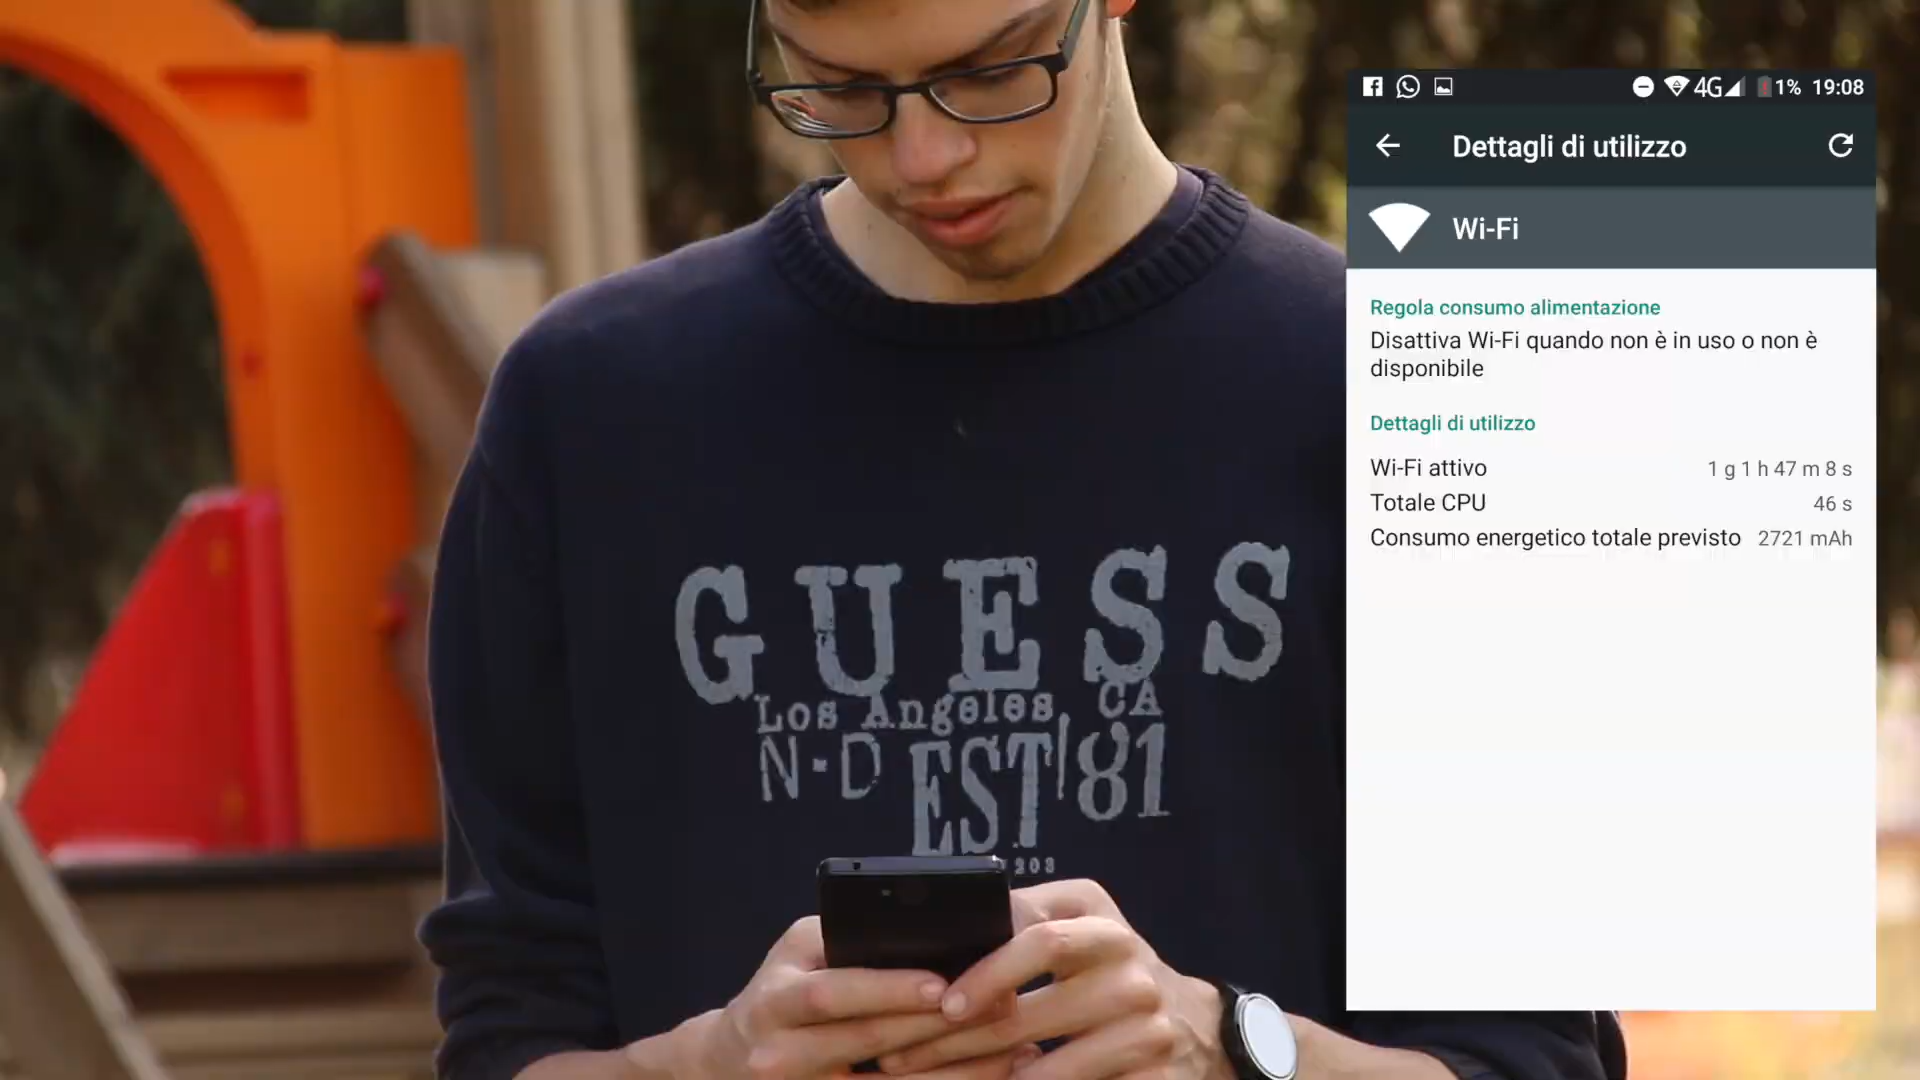 GUESS
Los Angeles, CA
N-D EST '81
203
4G 1% 19:08
Dettagli di utilizzo
Wi-Fi
Regola consumo alimentazione
Disattiva Wi-Fi quando non è in uso o non è
disponibile
Dettagli di utilizzo
Wi-Fi attivo 1 g 1 h 47 m 8 s
Totale CPU 46 s
Consumo energetico totale previsto 2721 mAh